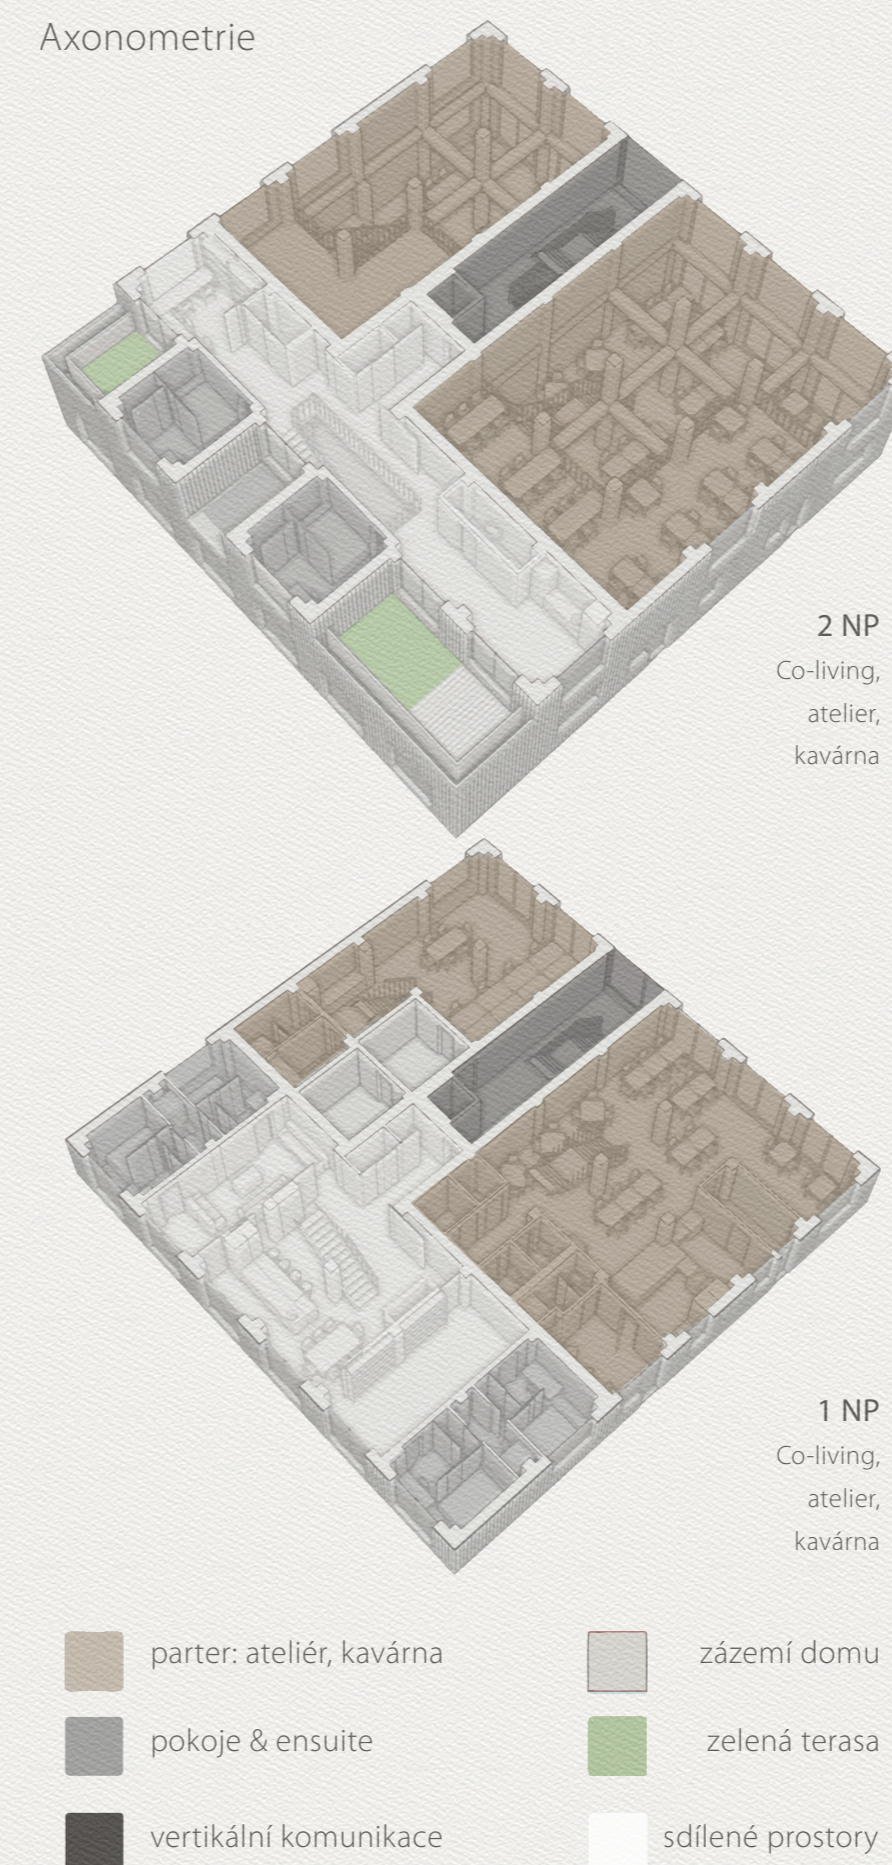 Axonometrie
2 NP
Co-living,
atelier,
kavárna
1 NP
Co-living,
atelier,
kavárna
parter: ateliér, kavárna
zázemí domu
pokoje & ensuite
zelená terasa
vertikální komunikace
sdílené prostory